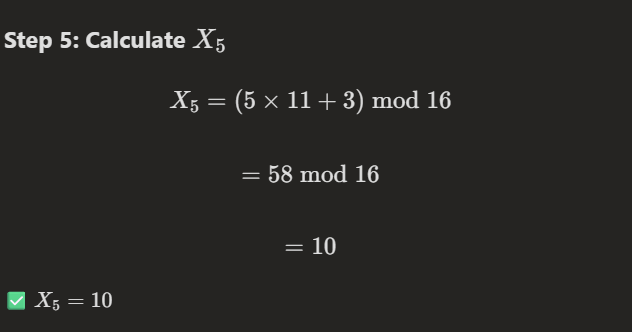 Step 5: Calculate X₅
X₅ = (5 × 11 + 3) mod 16
= 58 mod 16
= 10
✅ X₅ = 10